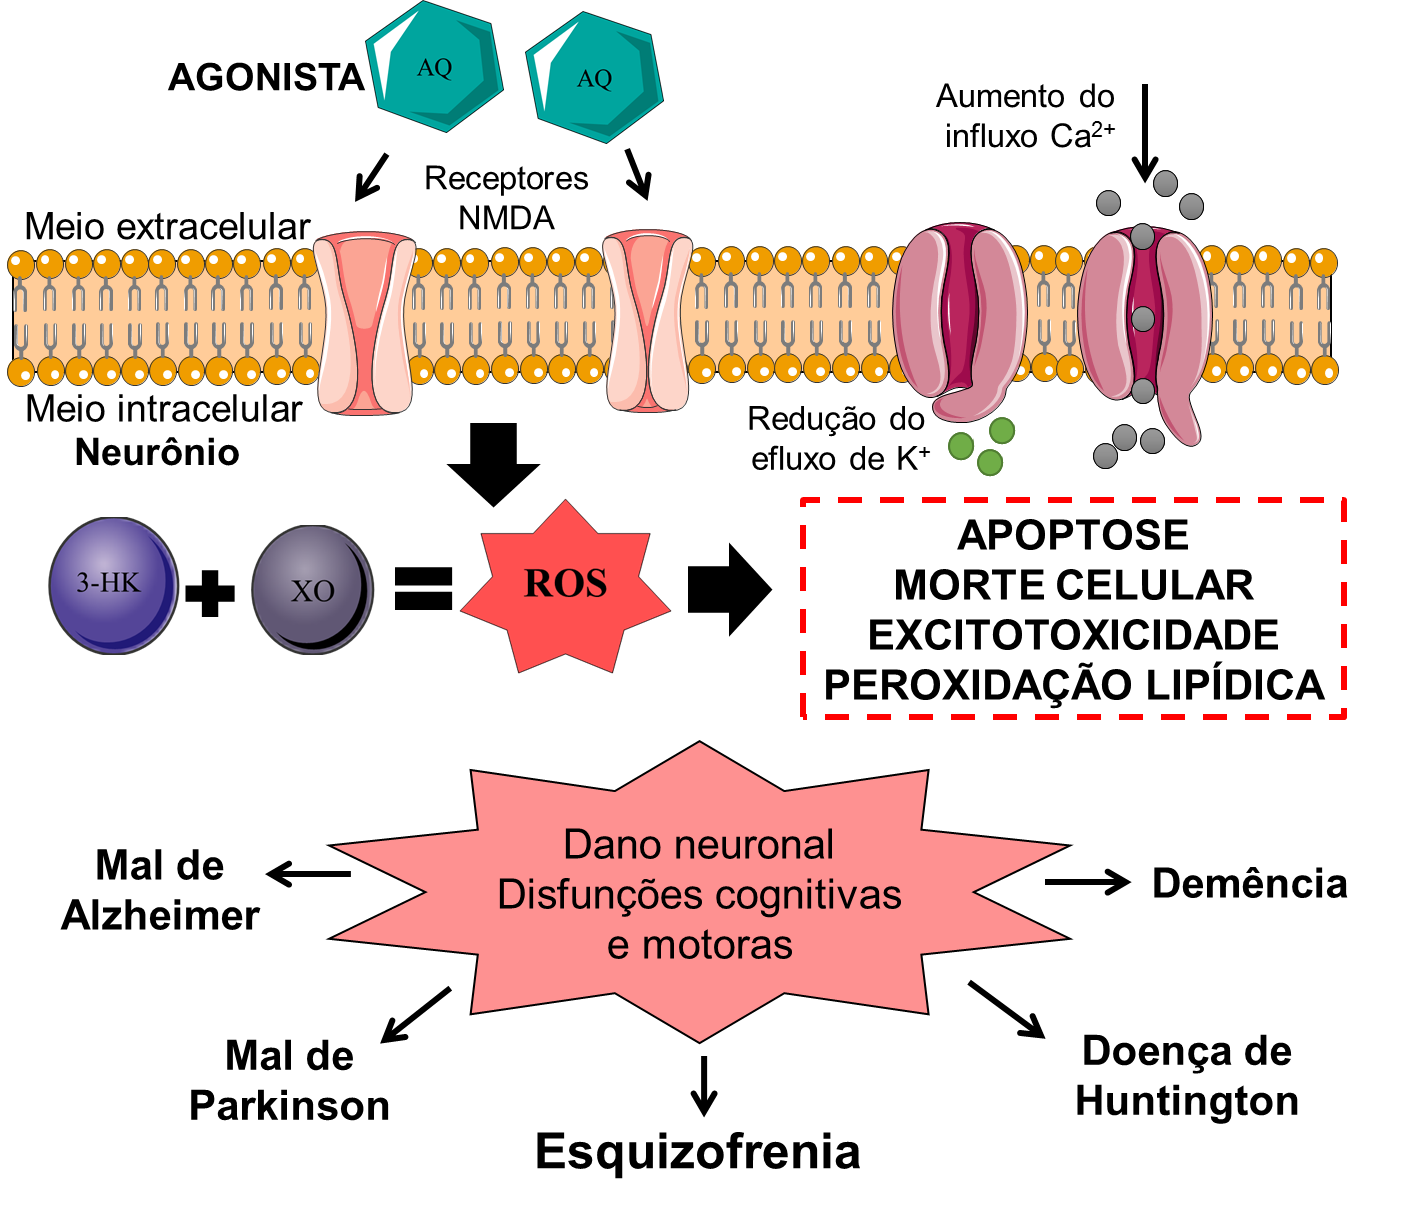 AGONISTA
AQ
AQ
Aumento do
influxo Ca²⁺
Receptores
NMDA
Meio extracelular
Meio intracelular
Neurônio
Redução do
efluxo de K⁺
3-HK
XO
ROS
APOPTOSE
MORTE CELULAR
EXCITOTOXICIDADE
PEROXIDAÇÃO LIPÍDICA
Dano neuronal
Disfunções cognitivas
e motoras
Mal de
Alzheimer
Demência
Mal de
Parkinson
Doença de
Huntington
Esquizofrenia